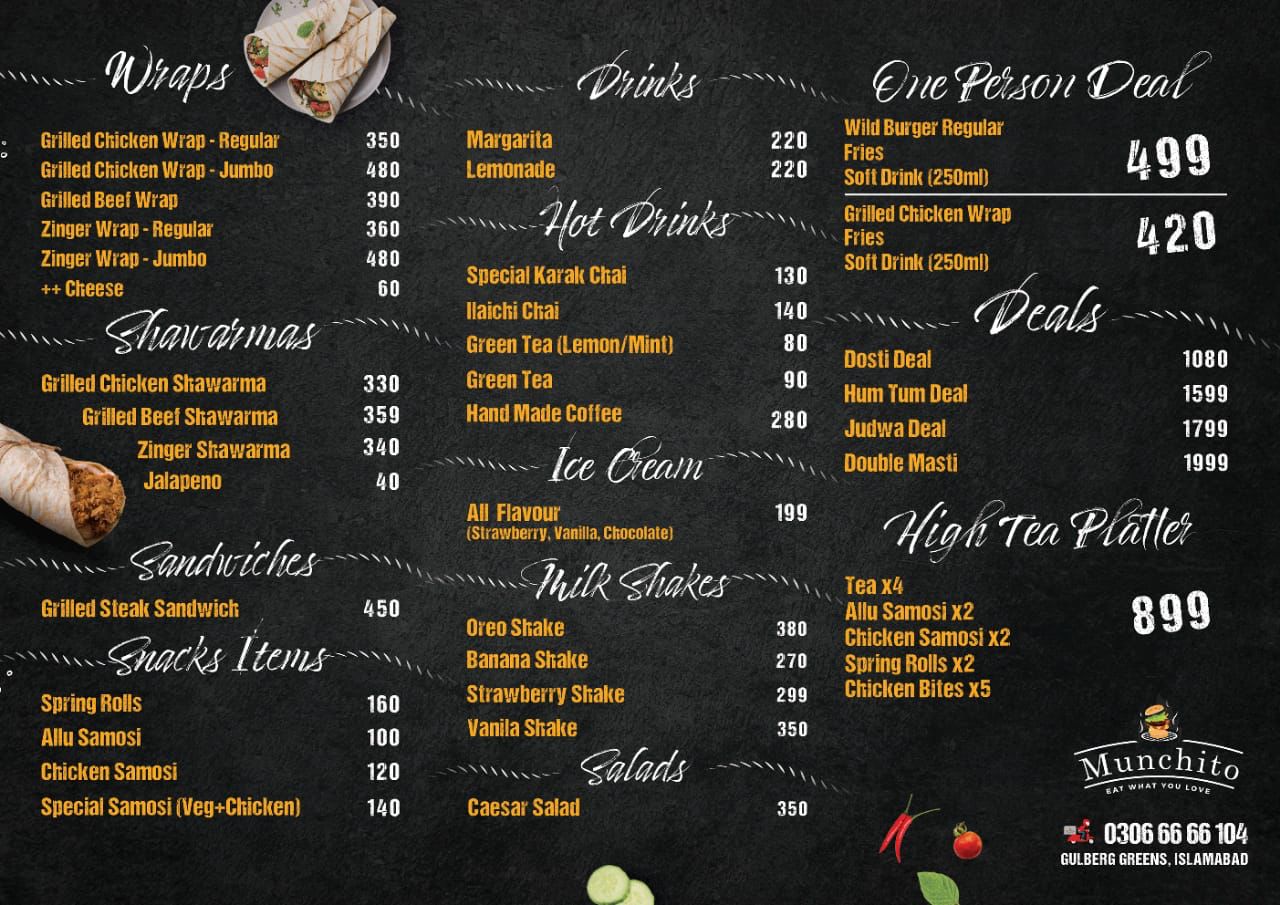 Wraps
Grilled Chicken Wrap - Regular 350
Grilled Chicken Wrap - Jumbo 480
Grilled Beef Wrap 390
Zinger Wrap - Regular 360
Zinger Wrap - Jumbo 480
++ Cheese 60
Shawarmas
Grilled Chicken Shawarma 330
Grilled Beef Shawarma 359
Zinger Shawarma 340
Jalapeno 40
Sandwiches
Grilled Steak Sandwich 450
Snacks Items
Spring Rolls 160
Allu Samosi 100
Chicken Samosi 120
Special Samosi (Veg+Chicken) 140
Drinks
Margarita 220
Lemonade 220
Hot Drinks
Special Karak Chai 130
Ilaichi Chai 140
Green Tea (Lemon/Mint) 80
Green Tea 90
Hand Made Coffee 280
Ice Cream
All Flavour 199
(Strawberry, Vanilla, Chocolate)
Milk Shakes
Oreo Shake 380
Banana Shake 270
Strawberry Shake 299
Vanila Shake 350
Salads
Caesar Salad 350
One Person Deal
Wild Burger Regular
Fries
Soft Drink (250ml)
499
Grilled Chicken Wrap
Fries
Soft Drink (250ml)
420
Deals
Dosti Deal 1080
Hum Tum Deal 1599
Judwa Deal 1799
Double Masti 1999
High Tea Platter
Tea x4
Allu Samosi x2
Chicken Samosi x2
Spring Rolls x2
Chicken Bites x5
899
Munchito
EAT WHAT YOU LOVE
0306 66 66 104
GULBERG GREENS, ISLAMABAD